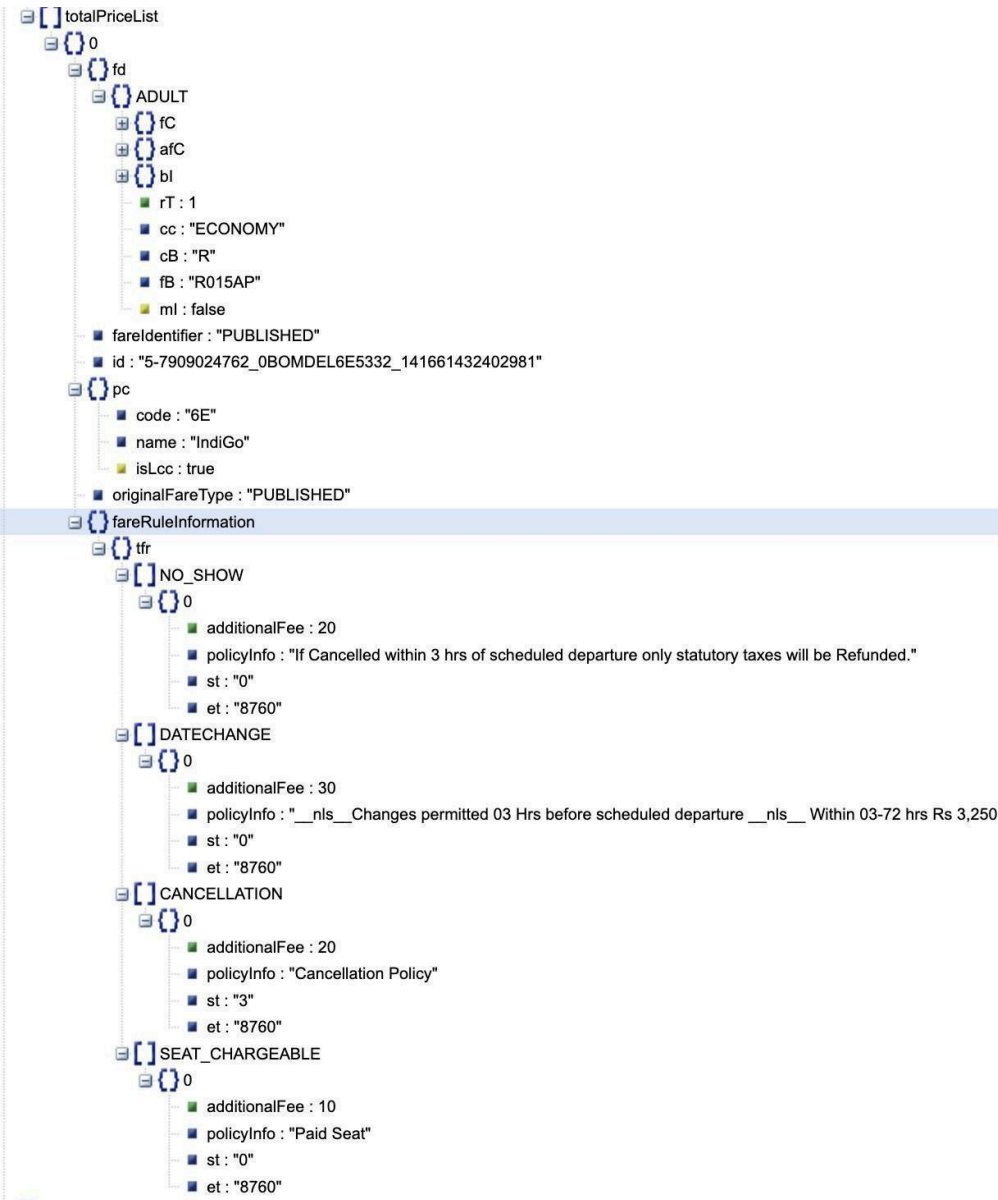 totalPriceList
0
fd
ADULT
fC
afC
bI
rT : 1
cc : "ECONOMY"
cB : "R"
fB : "R015AP"
mI : false
fareIdentifier : "PUBLISHED"
id : "5-7909024762_0BOMDEL6E5332_141661432402981"
pc
code : "6E"
name : "IndiGo"
isLcc : true
originalFareType : "PUBLISHED"
fareRuleInformation
tfr
NO_SHOW
0
additionalFee : 20
policyInfo : "If Cancelled within 3 hrs of scheduled departure only statutory taxes will be Refunded."
st : "0"
et : "8760"
DATECHANGE
0
additionalFee : 30
policyInfo : "__nls__Changes permitted 03 Hrs before scheduled departure __nls__ Within 03-72 hrs Rs 3,250
st : "0"
et : "8760"
CANCELLATION
0
additionalFee : 20
policyInfo : "Cancellation Policy"
st : "3"
et : "8760"
SEAT_CHARGEABLE
0
additionalFee : 10
policyInfo : "Paid Seat"
st : "0"
et : "8760"